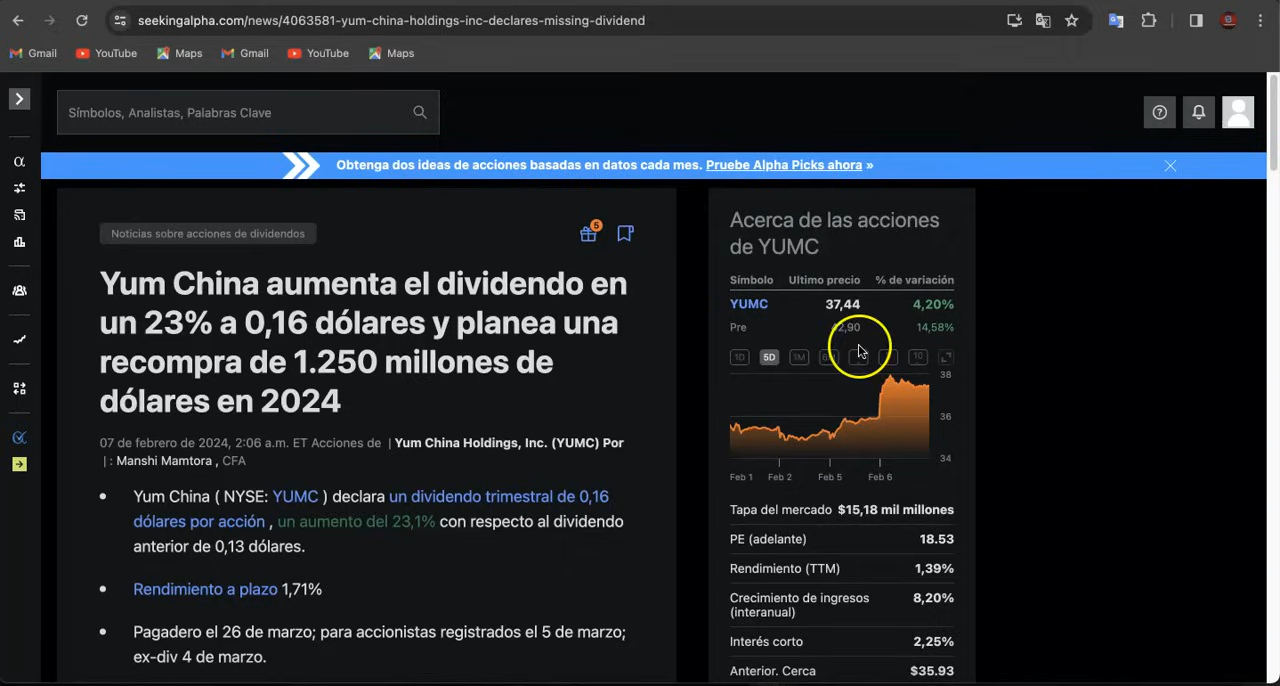 seekingalpha.com/news/4063581-yum-china-holdings-inc-declares-missing-dividend
Gmail YouTube Maps Gmail YouTube Maps
Símbolos, Analistas, Palabras Clave
Obtenga dos ideas de acciones basadas en datos cada mes. Pruebe Alpha Picks ahora »
Noticias sobre acciones de dividendos
5
Yum China aumenta el dividendo en
un 23% a 0,16 dólares y planea una
recompra de 1.250 millones de
dólares en 2024
07 de febrero de 2024, 2:06 a.m. ET Acciones de | Yum China Holdings, Inc. (YUMC) Por
| : Manshi Mamtora , CFA
• Yum China ( NYSE: YUMC ) declara un dividendo trimestral de 0,16
dólares por acción , un aumento del 23,1% con respecto al dividendo
anterior de 0,13 dólares.
• Rendimiento a plazo 1,71%
• Pagadero el 26 de marzo; para accionistas registrados el 5 de marzo;
ex-div 4 de marzo.
Acerca de las acciones
de YUMC
Símbolo Ultimo precio % de variación
YUMC 37,44 4,20%
Pre 42,90 14,58%
1D 5D 1M 10
38
36
34
Feb 1 Feb 2 Feb 5 Feb 6
Tapa del mercado $15,18 mil millones
PE (adelante) 18.53
Rendimiento (TTM) 1,39%
Crecimiento de ingresos 8,20%
(interanual)
Interés corto 2,25%
Anterior. Cerca $35.93